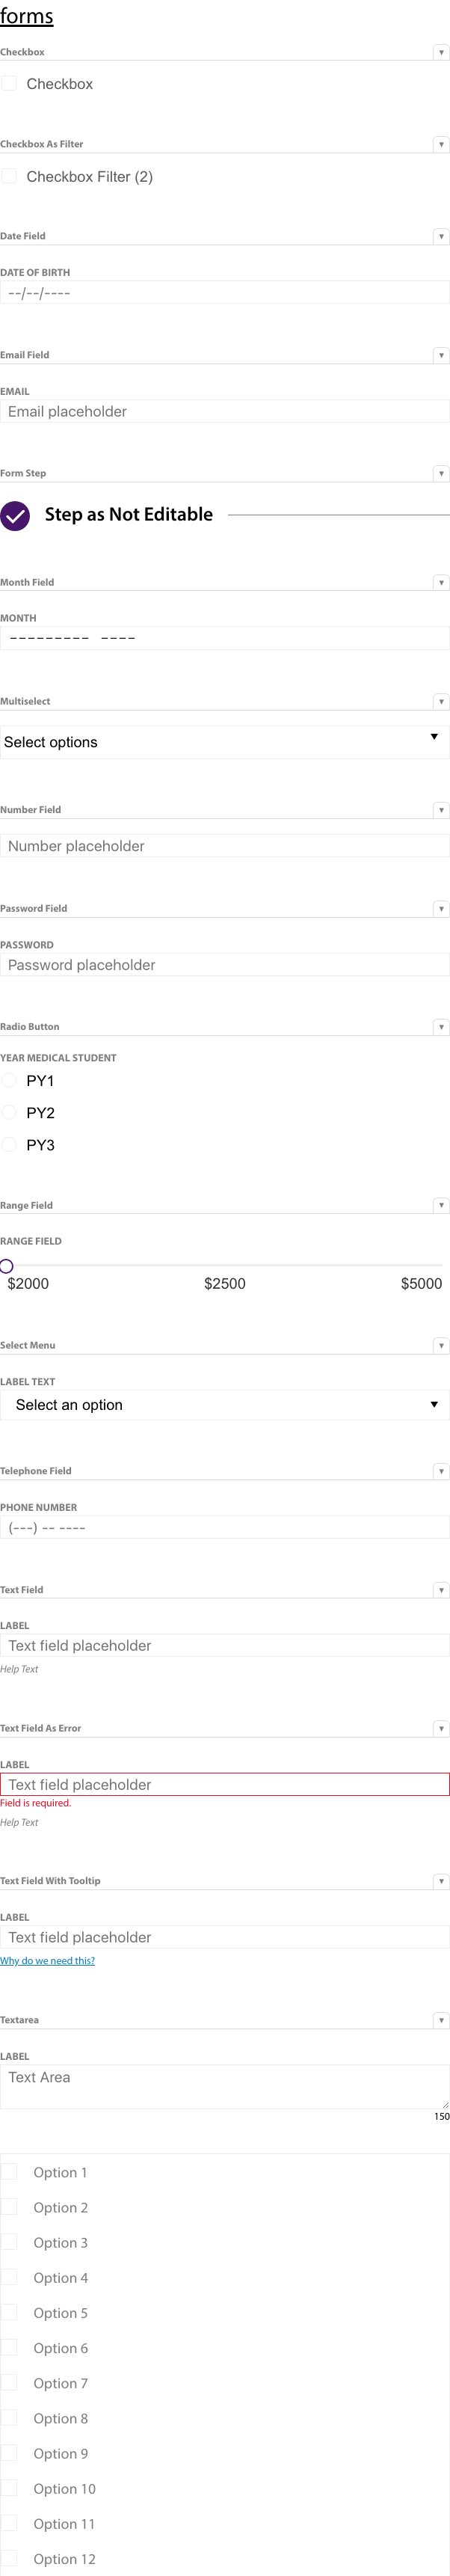 forms
Checkbox
Checkbox
Checkbox As Filter
Checkbox Filter (2)
Date Field
DATE OF BIRTH
--/--/----
Email Field
EMAIL
Email placeholder
Form Step
Step as Not Editable
Month Field
MONTH
--------- ----
Multiselect
Select options
Number Field
Number placeholder
Password Field
PASSWORD
Password placeholder
Radio Button
YEAR MEDICAL STUDENT
PY1
PY2
PY3
Range Field
RANGE FIELD
$2000 $2500 $5000
Select Menu
LABEL TEXT
Select an option
Telephone Field
PHONE NUMBER
(---) -- ----
Text Field
LABEL
Text field placeholder
Help Text
Text Field As Error
LABEL
Text field placeholder
Field is required.
Help Text
Text Field With Tooltip
LABEL
Text field placeholder
Why do we need this?
Textarea
LABEL
Text Area
150
Option 1
Option 2
Option 3
Option 4
Option 5
Option 6
Option 7
Option 8
Option 9
Option 10
Option 11
Option 12